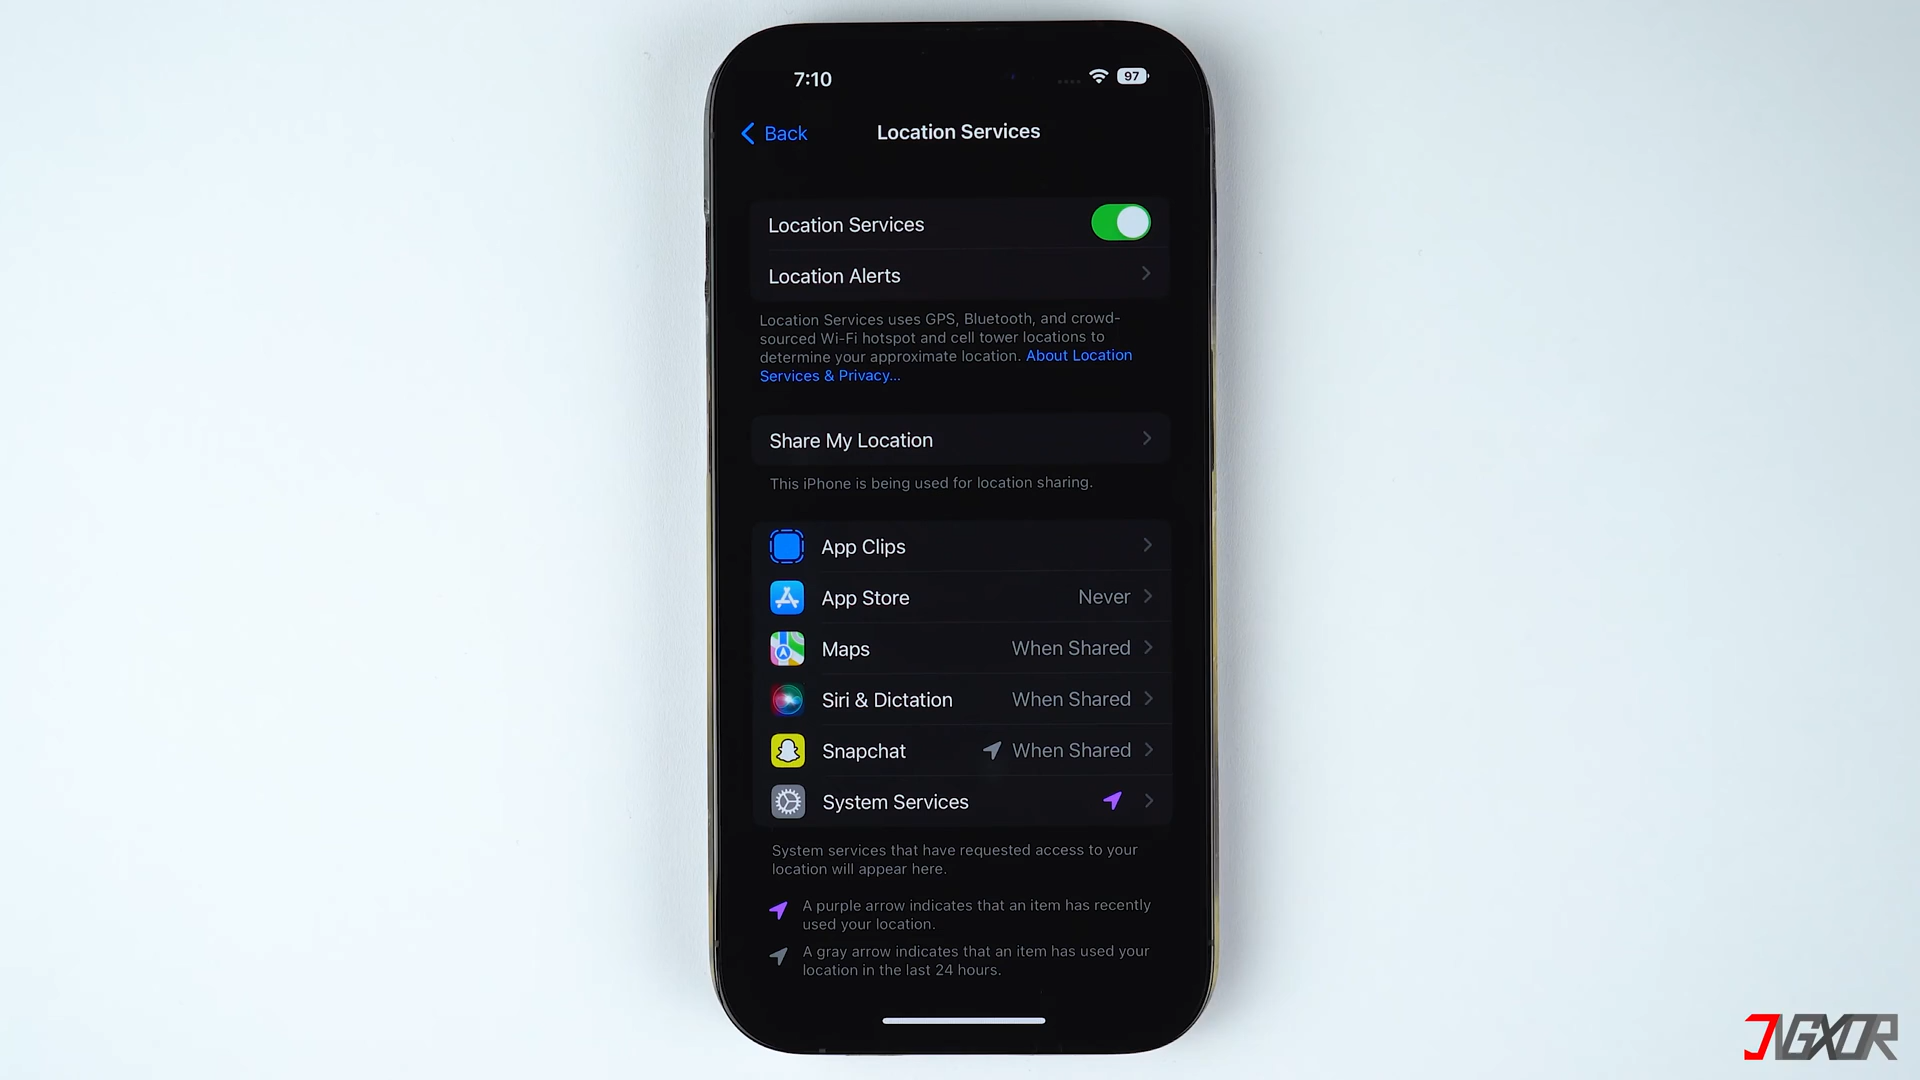 7:10
97
Back
Location Services
Location Services
Location Alerts
Location Services uses GPS, Bluetooth, and crowd-
sourced Wi-Fi hotspot and cell tower locations to
determine your approximate location. About Location
Services & Privacy...
Share My Location
This iPhone is being used for location sharing.
App Clips
App Store Never
Maps When Shared
Siri & Dictation When Shared
Snapchat When Shared
System Services
System services that have requested access to your
location will appear here.
A purple arrow indicates that an item has recently
used your location.
A gray arrow indicates that an item has used your
location in the last 24 hours.
JVGXOR